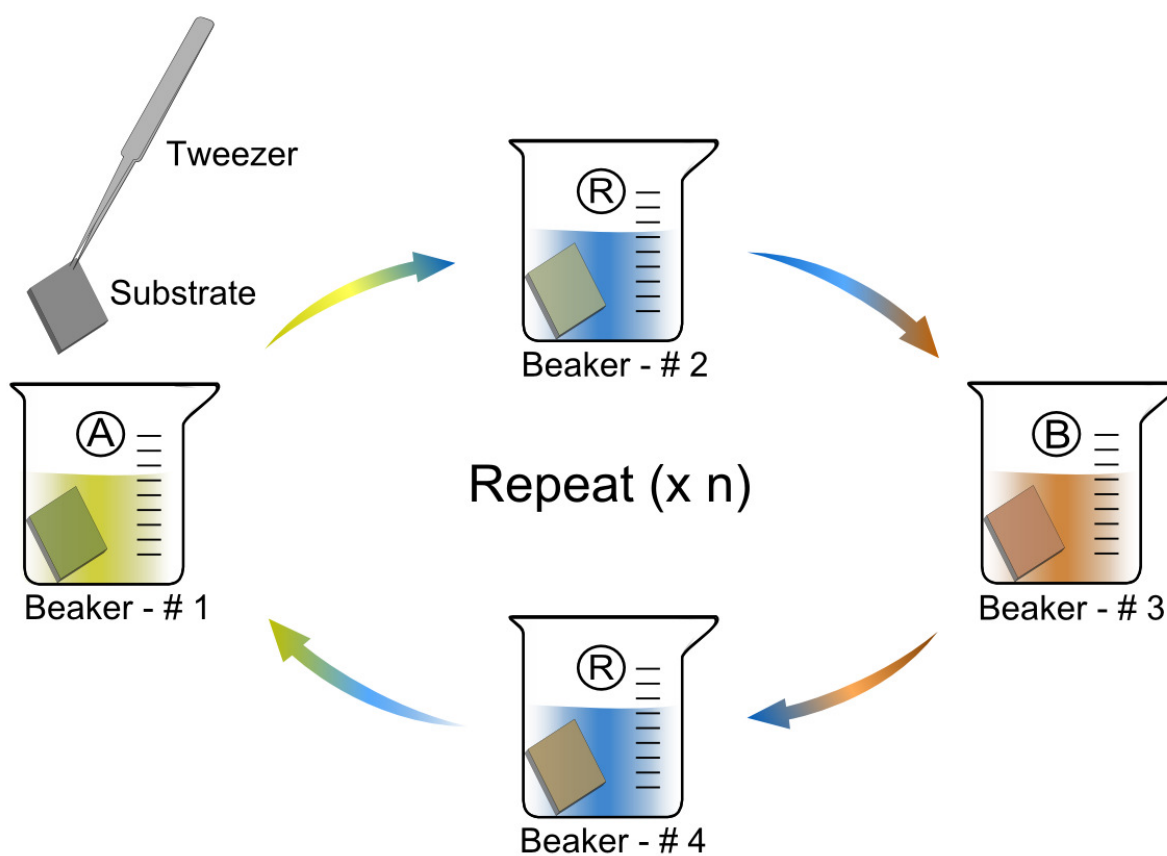 Tweezer
Substrate
R
Beaker - # 2
A
Beaker - # 1
Repeat (x n)
B
Beaker - # 3
R
Beaker - # 4